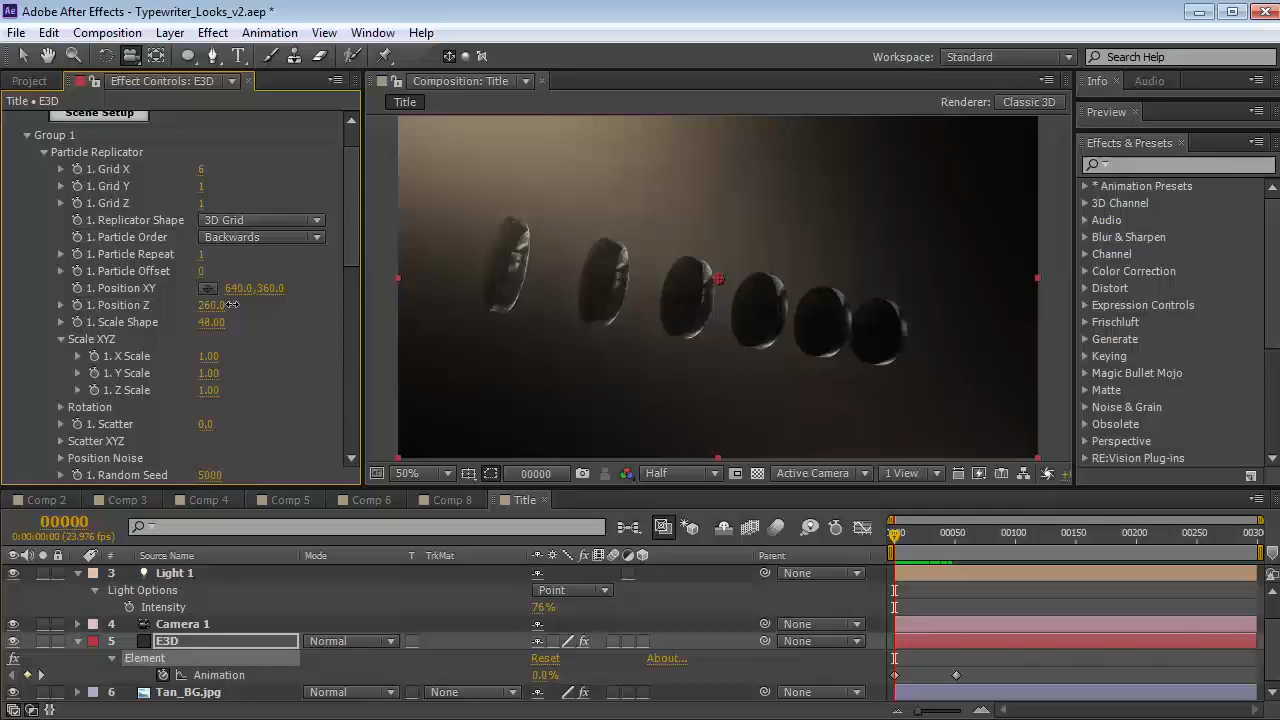 Adobe After Effects - Typewriter_Looks_v2.aep *
File Edit Composition Layer Effect Animation View Window Help
Workspace: Standard Search Help
Project Effect Controls: E3D Composition: Title Info Audio
Title • E3D Title Renderer: Classic 3D Preview
Scene Setup
Group 1
Particle Replicator
1. Grid X 6
1. Grid Y 1
1. Grid Z 1
1. Replicator Shape 3D Grid
1. Particle Order Backwards
1. Particle Repeat 1
1. Particle Offset 0
1. Position XY 640.0,360.0
1. Position Z 260.0
1. Scale Shape 48.00
Scale XYZ
1. X Scale 1.00
1. Y Scale 1.00
1. Z Scale 1.00
Rotation
1. Scatter 0.0
Scatter XYZ
Position Noise
1. Random Seed 5000
Effects & Presets
* Animation Presets
3D Channel
Audio
Blur & Sharpen
Channel
Color Correction
Distort
Expression Controls
Frischluft
Generate
Keying
Magic Bullet Mojo
Matte
Noise & Grain
Obsolete
Perspective
RE:Vision Plug-ins
50% 00000 Half Active Camera 1 View
Comp 2 Comp 3 Comp 4 Comp 5 Comp 6 Comp 8 Title
00000
0:00:00:00 (23.976 fps)
00050 00100 00150 00200 00250
# Source Name Mode T TrkMat Parent
3 Light 1 None
Light Options Point
Intensity 76%
4 Camera 1 None
5 E3D Normal None
Element Reset About...
Animation 0.0%
6 Tan_BG.jpg Normal None None